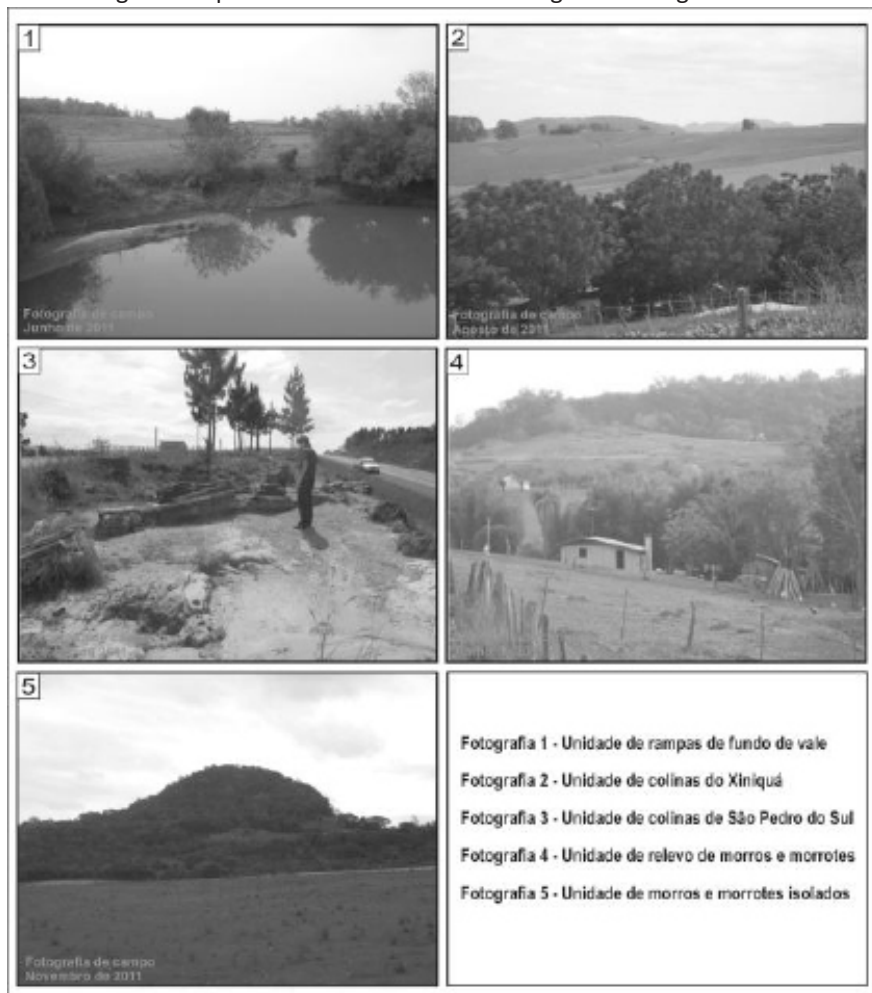 1
2
Fotografia de campo
Junho de 2011
Fotografia de campo
Agosto de 2011
3
4
5
Fotografia de campo
Novembro de 2011
Fotografia 1 - Unidade de rampas de fundo de vale
Fotografia 2 - Unidade de colinas do Xiniquá
Fotografia 3 - Unidade de colinas de São Pedro do Sul
Fotografia 4 - Unidade de relevo de morros e morrotes
Fotografia 5 - Unidade de morros e morrotes isolados